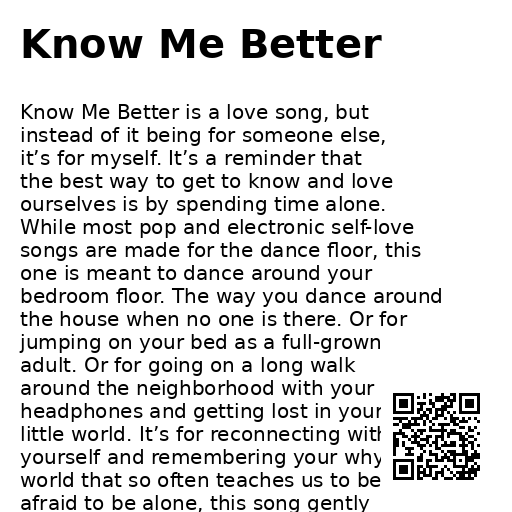 Know Me Better
Know Me Better is a love song, but
instead of it being for someone else,
it’s for myself. It’s a reminder that
the best way to get to know and love
ourselves is by spending time alone.
While most pop and electronic self-love
songs are made for the dance floor, this
one is meant to dance around your
bedroom floor. The way you dance around
the house when no one is there. Or for
jumping on your bed as a full-grown
adult. Or for going on a long walk
around the neighborhood with your
headphones and getting lost in your
little world. It’s for reconnecting with
yourself and remembering your why
world that so often teaches us to be
afraid to be alone, this song gently